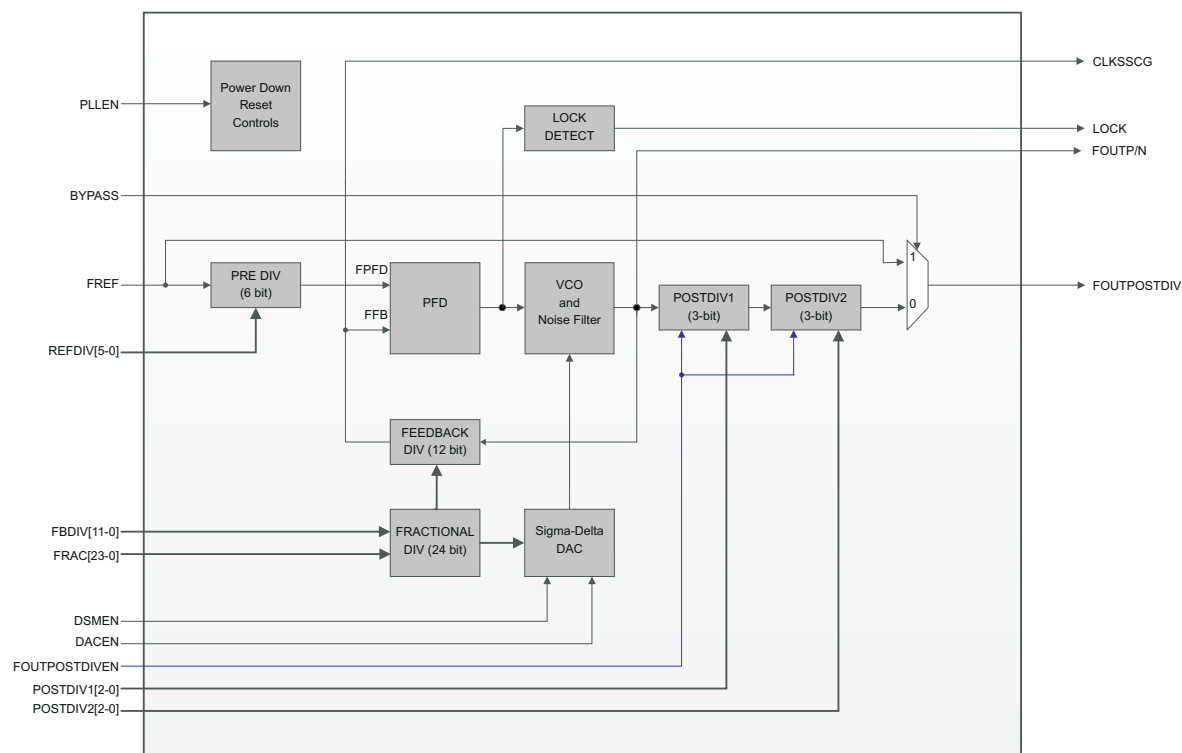 CLKSSCG
Power Down
Reset
Controls
PLLEN
LOCK
DETECT
LOCK
FOUTP/N
BYPASS
1
FREF
PRE DIV
(6 bit)
FPFD
FFB
PFD
VCO
and
Noise Filter
POSTDIV1
(3-bit)
POSTDIV2
(3-bit)
0
FOUTPOSTDIV
REFDIV[5-0]
FEEDBACK
DIV (12 bit)
FBDIV[11-0]
FRAC[23-0]
FRACTIONAL
DIV (24 bit)
Sigma-Delta
DAC
DSMEN
DACEN
FOUTPOSTDIVEN
POSTDIV1[2-0]
POSTDIV2[2-0]